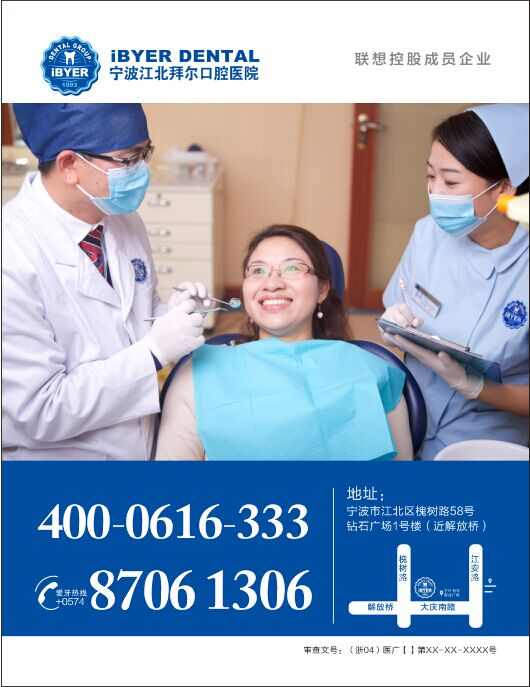 DENTAL GROUP
iBYER
1993
iBYER DENTAL
宁波江北拜尔口腔医院
联想控股成员企业
iBYER
400-0616-333
爱牙热线
+0574
8706 1306
地址：
宁波市江北区槐树路58号
钻石广场1号楼（近解放桥）
槐树路
江安路
iBYER
解放桥
大庆南路
审查文号：（浙04）医广【 】第XX-XX-XXXX号